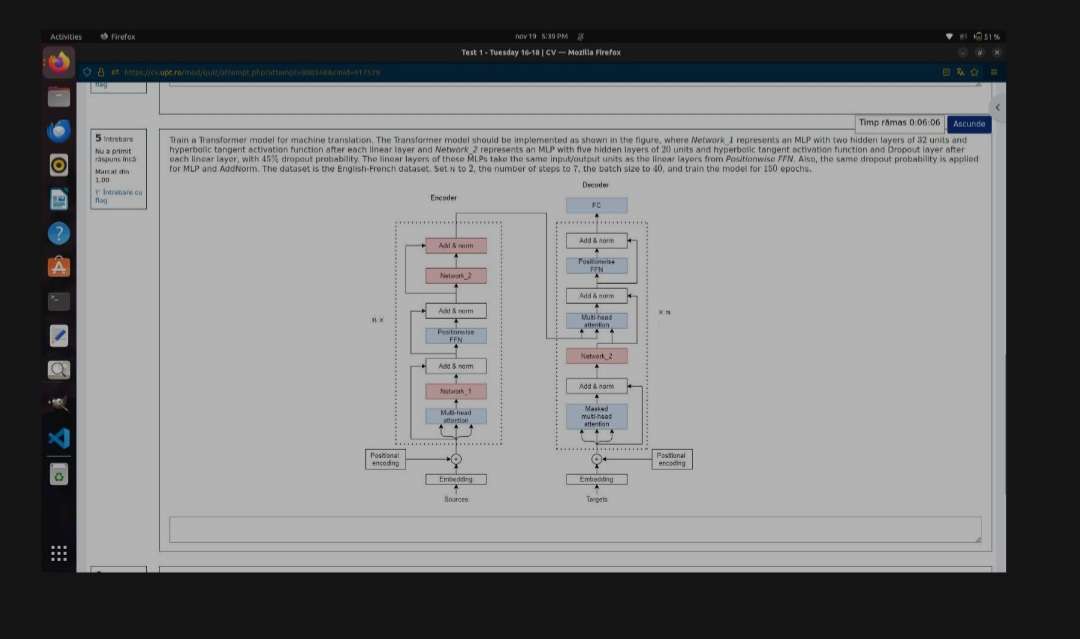 Activities Firefox nov 19 5:39 PM 51 %
Test 1 - Tuesday 16-18 | CV — Mozilla Firefox
flag
Timp rămas 0:06:06 Ascunde
5 Întrebare
Nu a primit
răspuns încă
Marcat din
1,00
Întrebare cu
flag
Train a Transformer model for machine translation. The Transformer model should be implemented as shown in the figure, where Network_1 represents an MLP with two hidden layers of 32 units and
hyperbolic tangent activation function after each linear layer and Network_2 represents an MLP with five hidden layers of 20 units and hyperbolic tangent activation function and Dropout layer after
each linear layer, with 45% dropout probability. The linear layers of these MLPs take the same input/output units as the linear layers from Positionwise FFN. Also, the same dropout probability is applied
for MLP and AddNorm. The dataset is the English-French dataset. Set N to 2, the number of steps to 7, the batch size to 40, and train the model for 150 epochs.
Encoder
Add & norm
Network_2
Add & norm
n x
Positionwise
FFN
Add & norm
Network_1
Multi-head
attention
Positional
encoding
Embedding
Sources
Decoder
FC
Add & norm
Positionwise
FFN
Add & norm
x n
Multi-head
attention
Network_2
Add & norm
Masked
multi-head
attention
Positional
encoding
Embedding
Targets